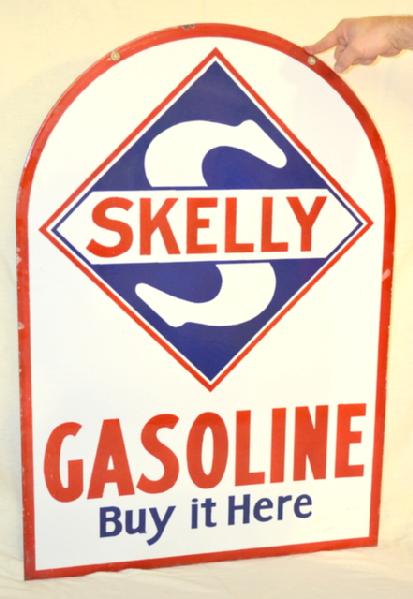 S
SKELLY
GASOLINE
Buy it Here